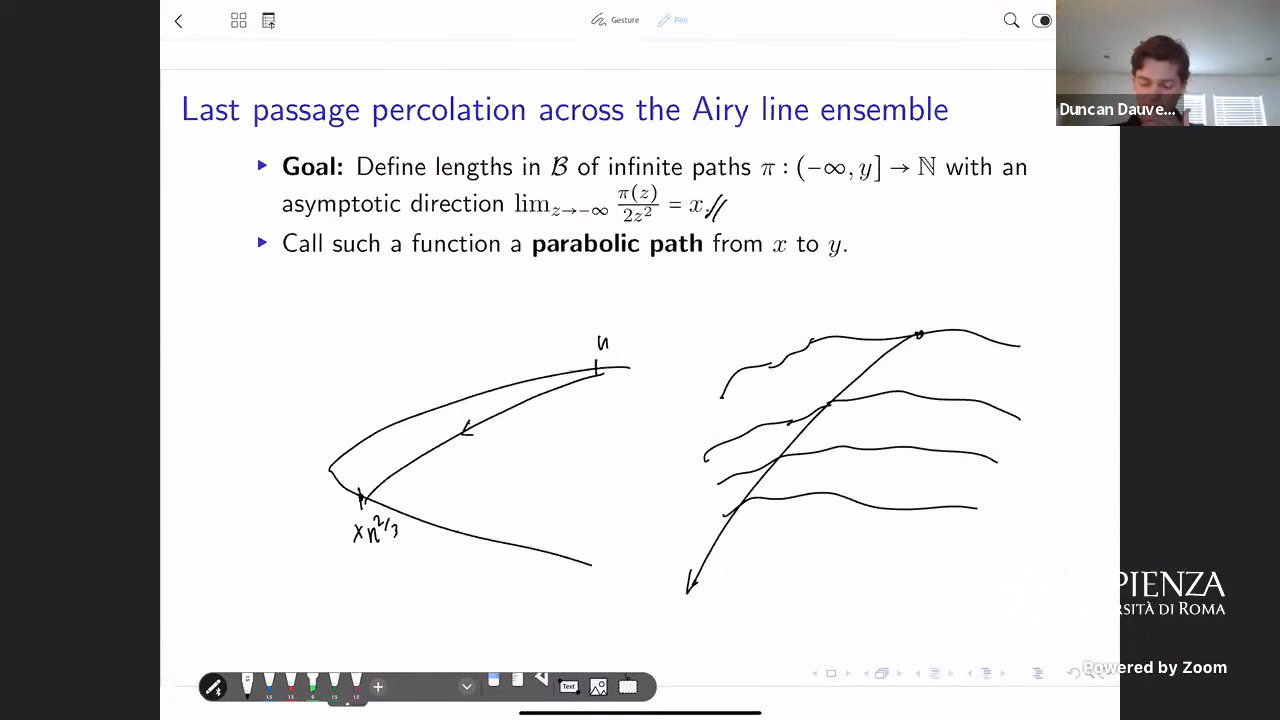 Gesture
Pen
Duncan Dauve...
Last passage percolation across the Airy line ensemble
▸ Goal: Define lengths in ℬ of infinite paths π : (−∞, y] → ℕ with an
asymptotic direction lim_{z→−∞} π(z)/2z² = x.
▸ Call such a function a parabolic path from x to y.
n
xn^{2/3}
PIENZA
RSITÀ DI ROMA
Powered by Zoom
Text